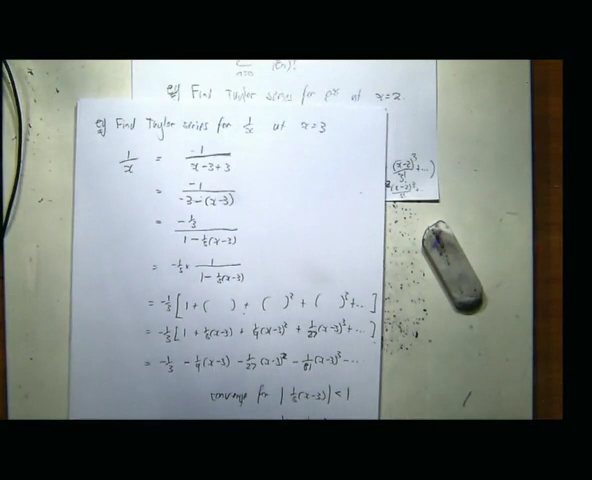 eg Find Taylor series for e^x at x=2
eg Find Taylor series for 1/x at x=3
1/x = -1/(x-3+3)
= -1/(-3-(x-3))
= -1/3/(1-1/3(x-3))
= -1/3 * 1/(1-1/3(x-3))
= -1/3 [ 1 + ( ) + ( )² + ( )³ + ... ]
= -1/3 [ 1 + 1/3(x-3) + 1/9(x-3)² + 1/27(x-3)³ + ... ]
= -1/3 - 1/9(x-3) - 1/27(x-3)² - 1/81(x-3)³ - ...
converge for | 1/3(x-3) | < 1